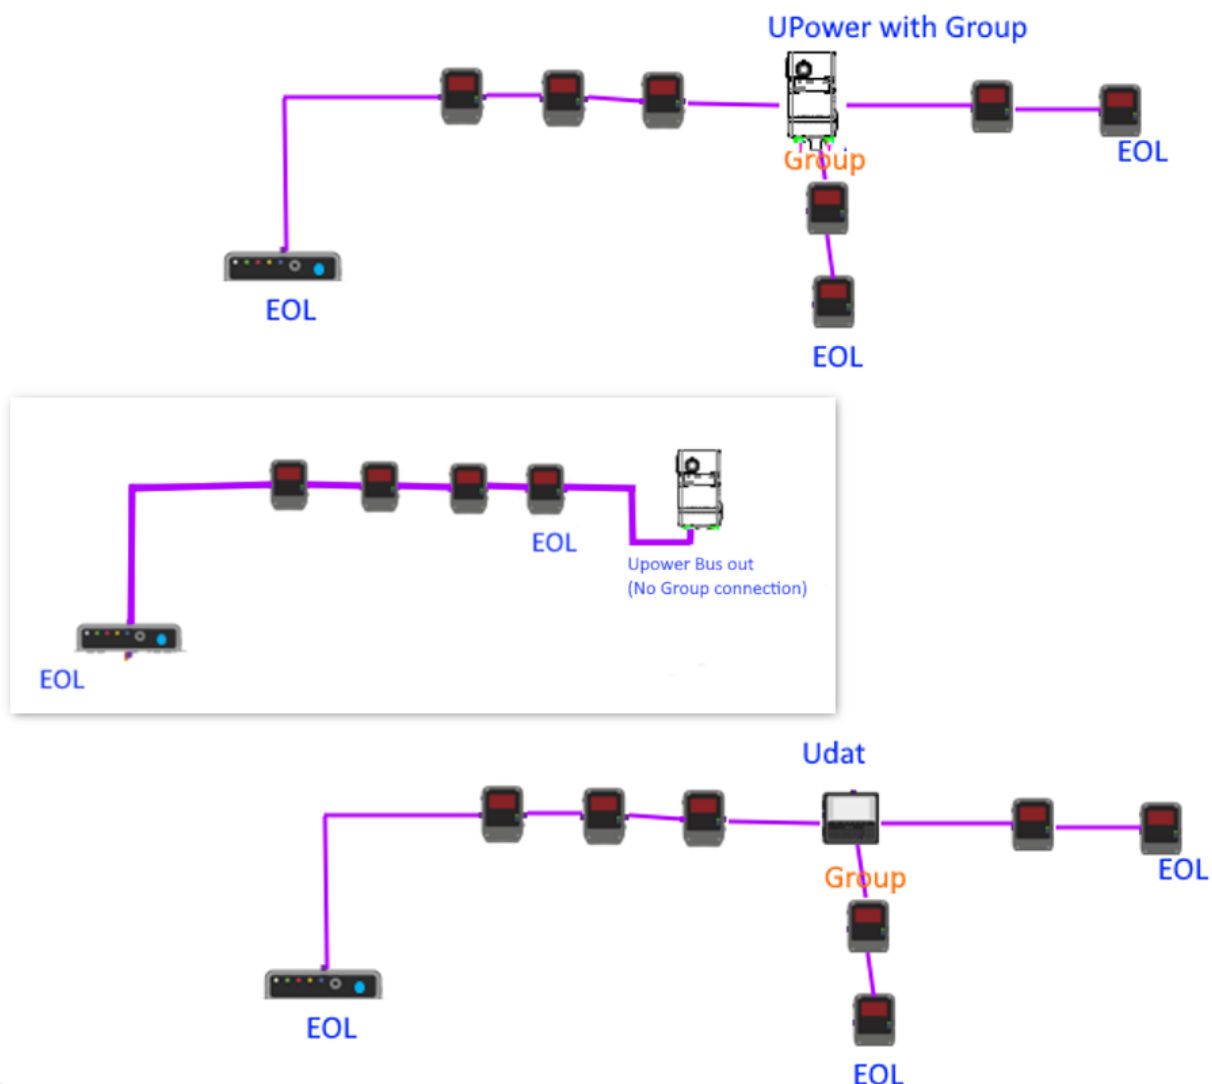 UPower with Group
Group
EOL
EOL
EOL
EOL
Upower Bus out
(No Group connection)
EOL
Udat
Group
EOL
EOL
EOL